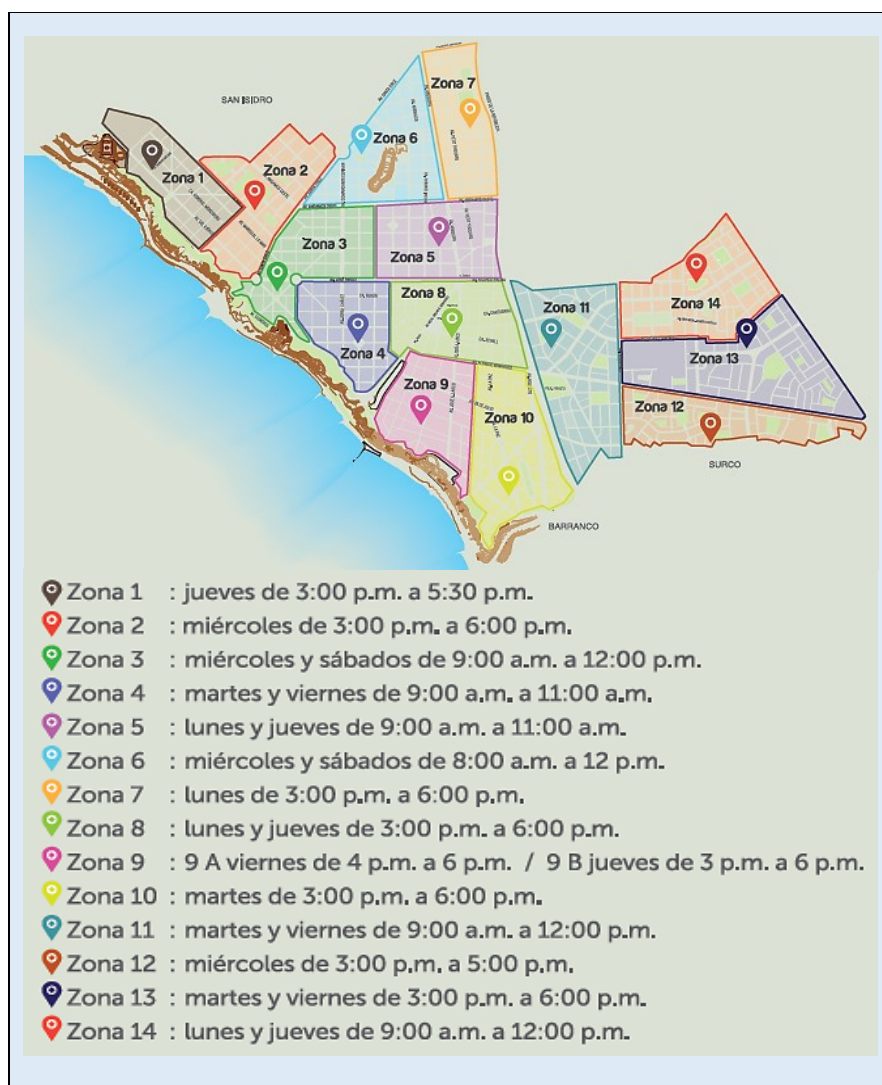 SAN ISIDRO
Zona 7
Zona 6
Zona 2
Zona 1
Zona 3
Zona 5
Zona 8
Zona 11
Zona 14
Zona 4
Zona 13
Zona 9
Zona 12
Zona 10
SURCO
BARRANCO
Zona 1 : jueves de 3:00 p.m. a 5:30 p.m.
Zona 2 : miércoles de 3:00 p.m. a 6:00 p.m.
Zona 3 : miércoles y sábados de 9:00 a.m. a 12:00 p.m.
Zona 4 : martes y viernes de 9:00 a.m. a 11:00 a.m.
Zona 5 : lunes y jueves de 9:00 a.m. a 11:00 a.m.
Zona 6 : miércoles y sábados de 8:00 a.m. a 12 p.m.
Zona 7 : lunes de 3:00 p.m. a 6:00 p.m.
Zona 8 : lunes y jueves de 3:00 p.m. a 6:00 p.m.
Zona 9 : 9 A viernes de 4 p.m. a 6 p.m. / 9 B jueves de 3 p.m. a 6 p.m.
Zona 10 : martes de 3:00 p.m. a 6:00 p.m.
Zona 11 : martes y viernes de 9:00 a.m. a 12:00 p.m.
Zona 12 : miércoles de 3:00 p.m. a 5:00 p.m.
Zona 13 : martes y viernes de 3:00 p.m. a 6:00 p.m.
Zona 14 : lunes y jueves de 9:00 a.m. a 12:00 p.m.